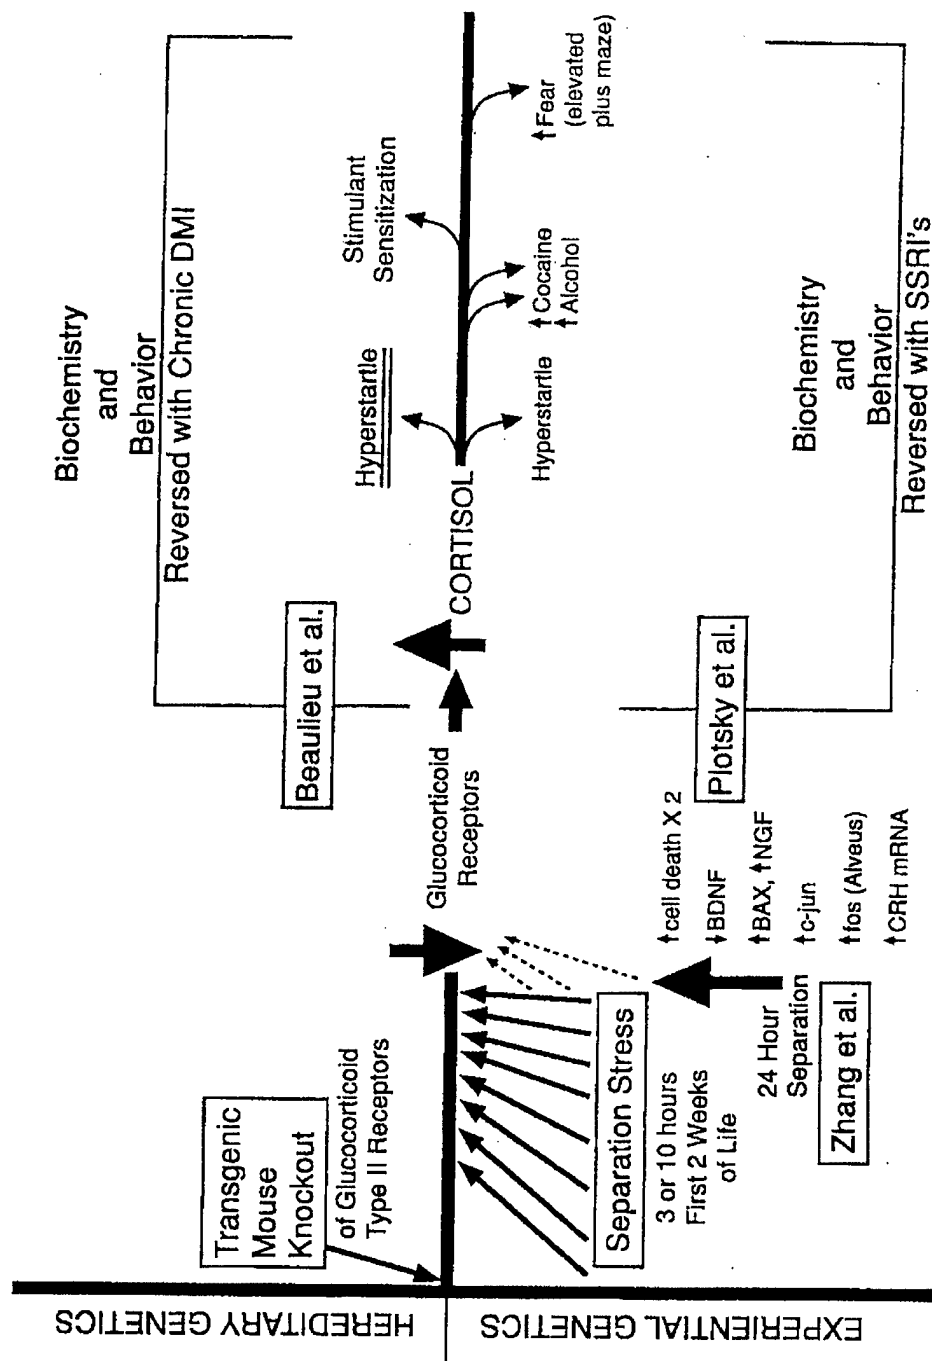 HEREDITARY GENETICS
EXPERIENTIAL GENETICS
Transgenic
Mouse
Knockout
of Glucocorticoid
Type II Receptors
Separation Stress
3 or 10 hours
First 2 Weeks
of Life
24 Hour
Separation
Zhang et al.
↑cell death X 2
↓BDNF
↑BAX, ↑NGF
↑c-jun
↑fos (Alveus)
↑CRH mRNA
Glucocorticoid
Receptors
Beaulieu et al.
Plotsky et al.
CORTISOL
Biochemistry
and
Behavior
Reversed with Chronic DMI
Hyperstartle
Stimulant
Sensitization
Hyperstartle
↑Cocaine
↑Alcohol
↑Fear
(elevated
plus maze)
Biochemistry
and
Behavior
Reversed with SSRI's